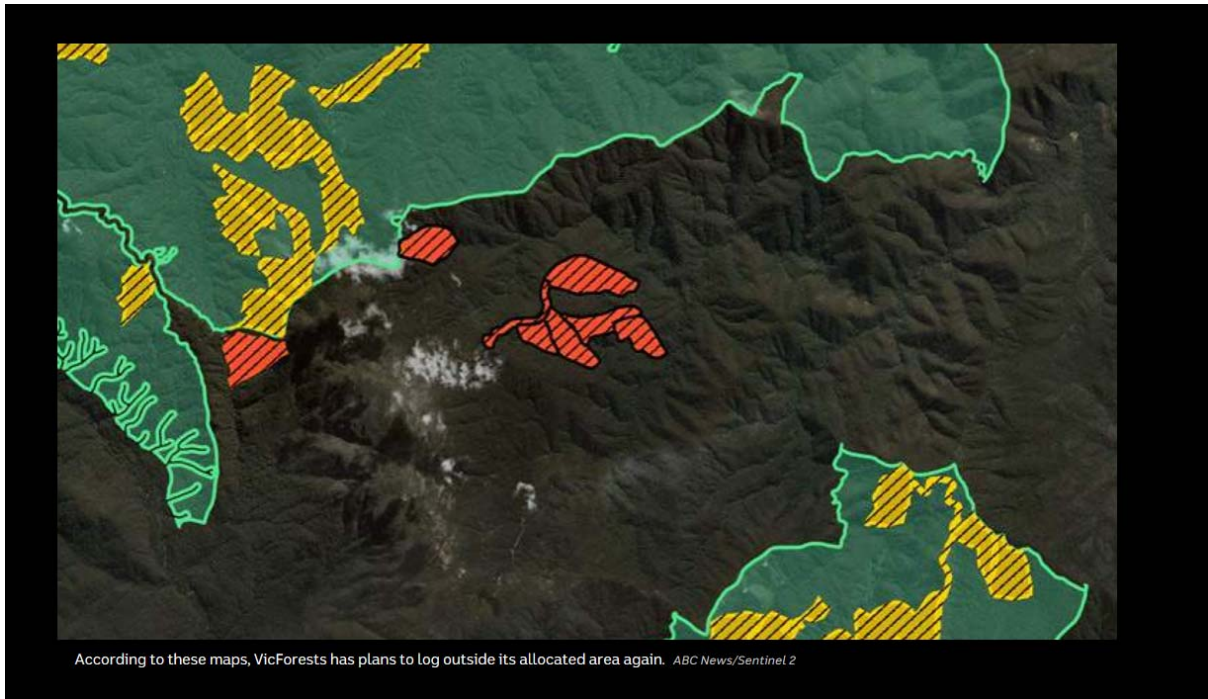 According to these maps, VicForests has plans to log outside its allocated area again. ABC News/Sentinel 2